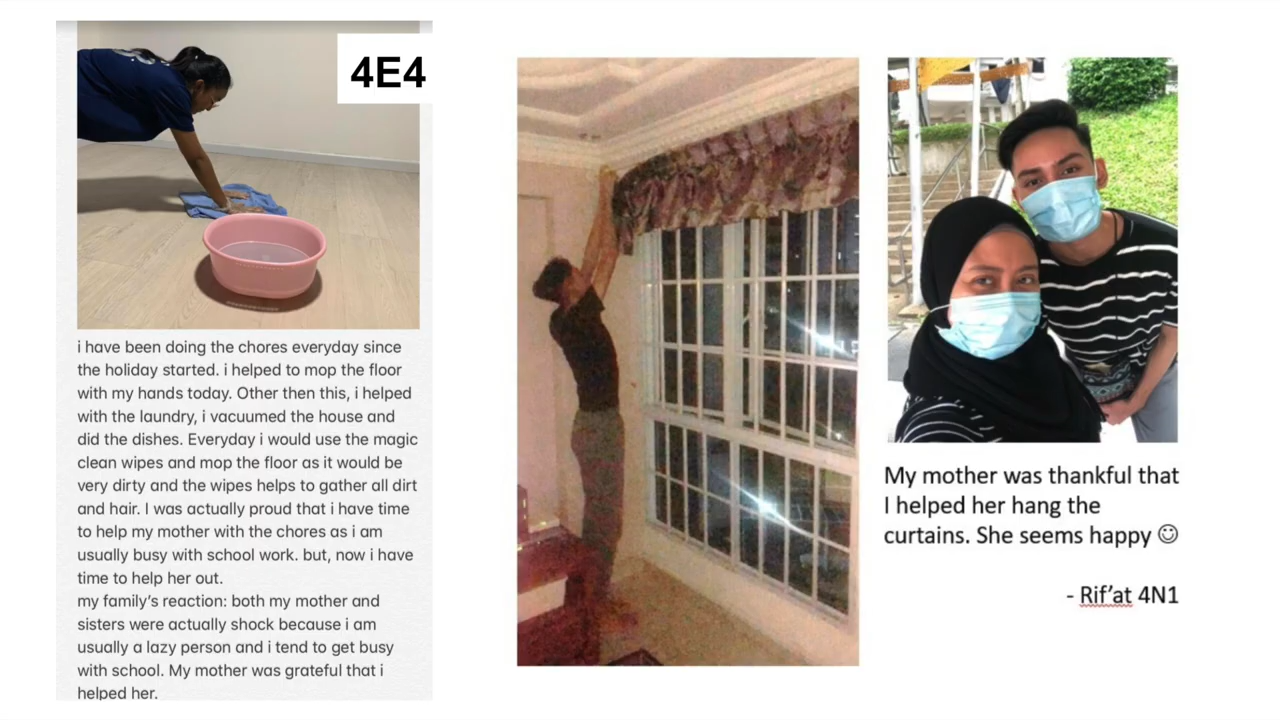 4E4
i have been doing the chores everyday since
the holiday started. i helped to mop the floor
with my hands today. Other then this, i helped
with the laundry, i vacuumed the house and
did the dishes. Everyday i would use the magic
clean wipes and mop the floor as it would be
very dirty and the wipes helps to gather all dirt
and hair. I was actually proud that i have time
to help my mother with the chores as i am
usually busy with school work. but, now i have
time to help her out.
my family’s reaction: both my mother and
sisters were actually shock because i am
usually a lazy person and i tend to get busy
with school. My mother was grateful that i
helped her.
My mother was thankful that
I helped her hang the
curtains. She seems happy ☺
- Rif’at 4N1